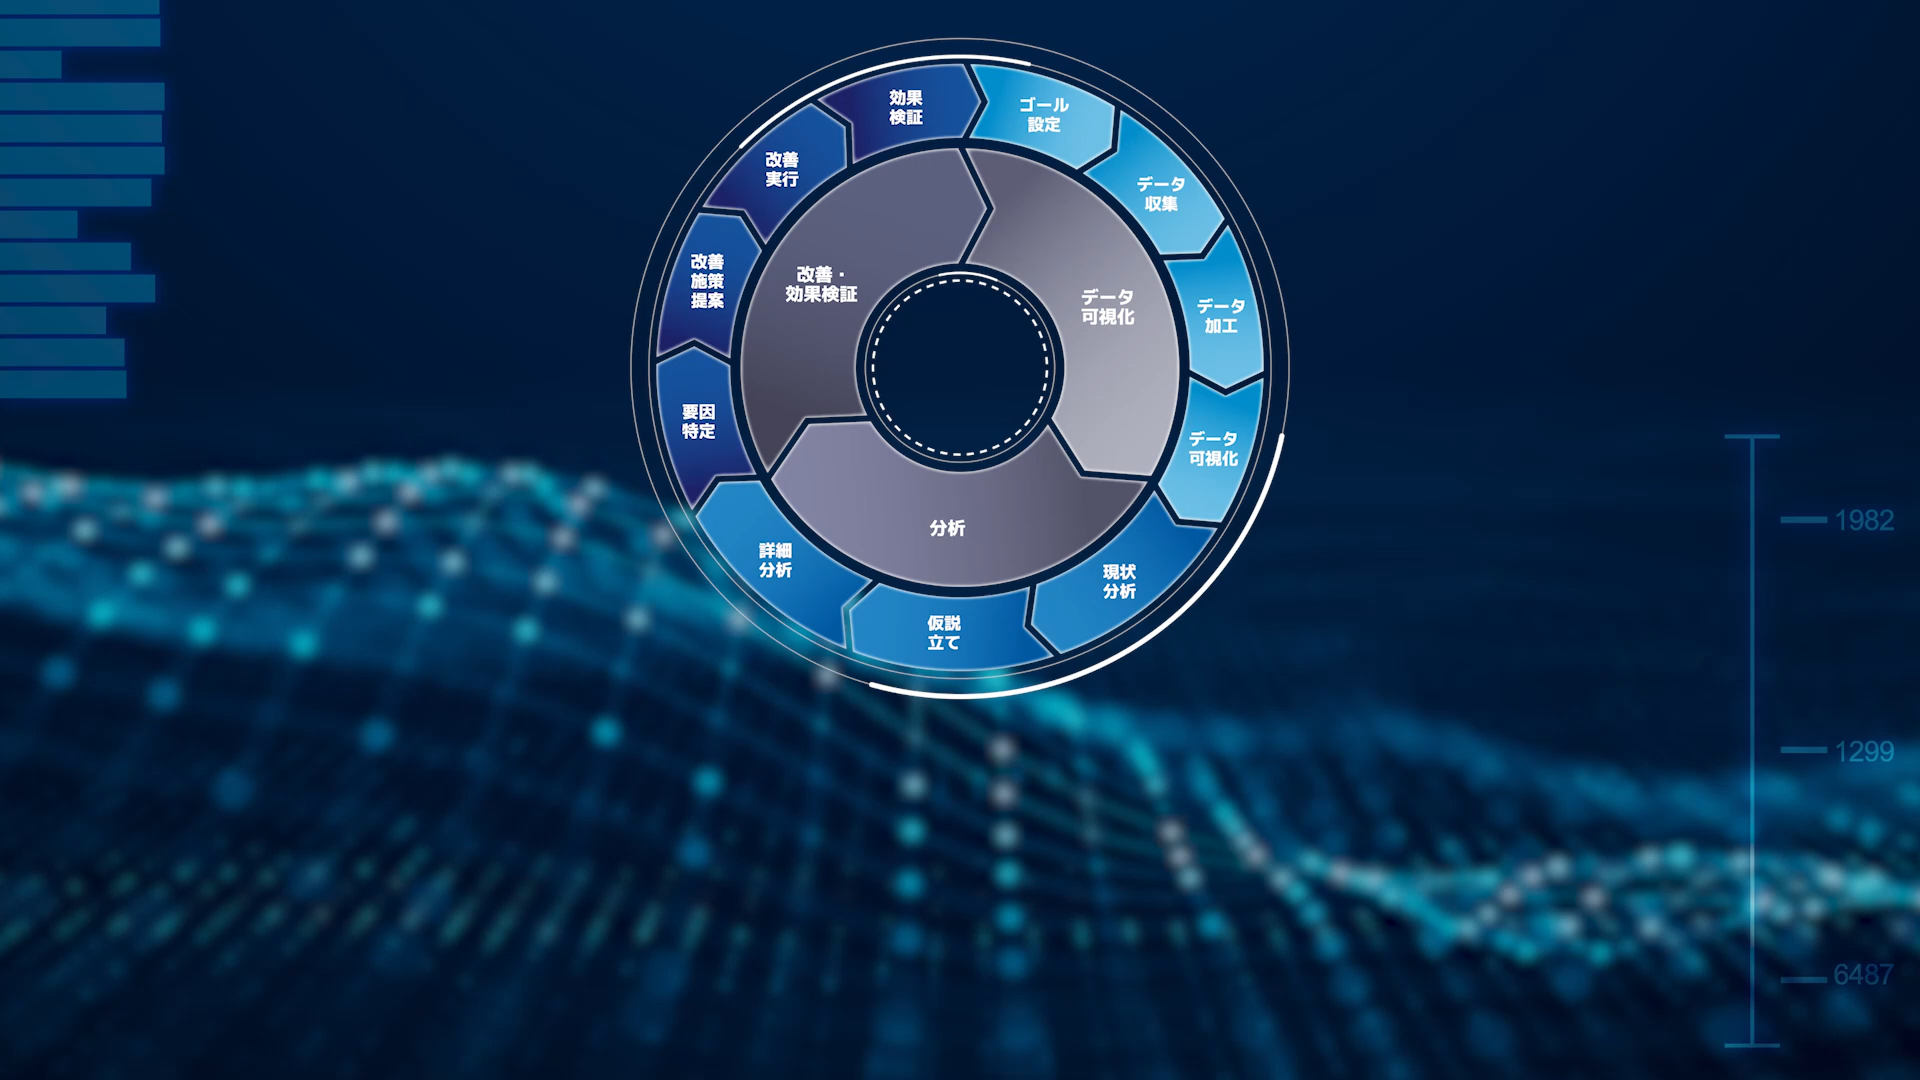 効果
検証
ゴール
設定
データ
収集
データ
加工
データ
可視化
現状
分析
仮説
立て
詳細
分析
要因
特定
改善
施策
提案
改善
実行
改善・
効果検証
データ
可視化
分析
1982
1299
6487